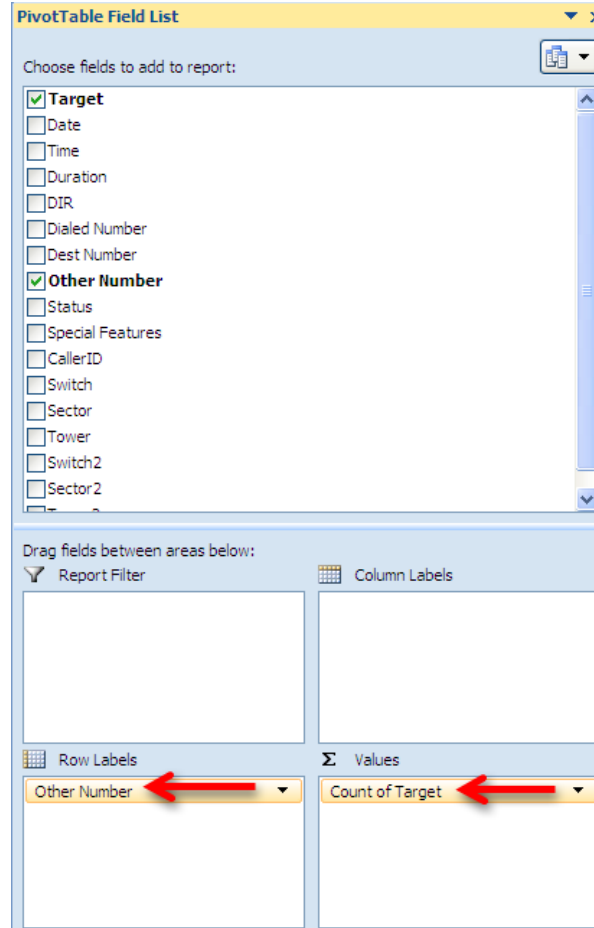 PivotTable Field List
Choose fields to add to report:
Target
Date
Time
Duration
DIR
Dialed Number
Dest Number
Other Number
Status
Special Features
CallerID
Switch
Sector
Tower
Switch2
Sector2
Drag fields between areas below:
Report Filter
Column Labels
Row Labels
Σ Values
Other Number
Count of Target